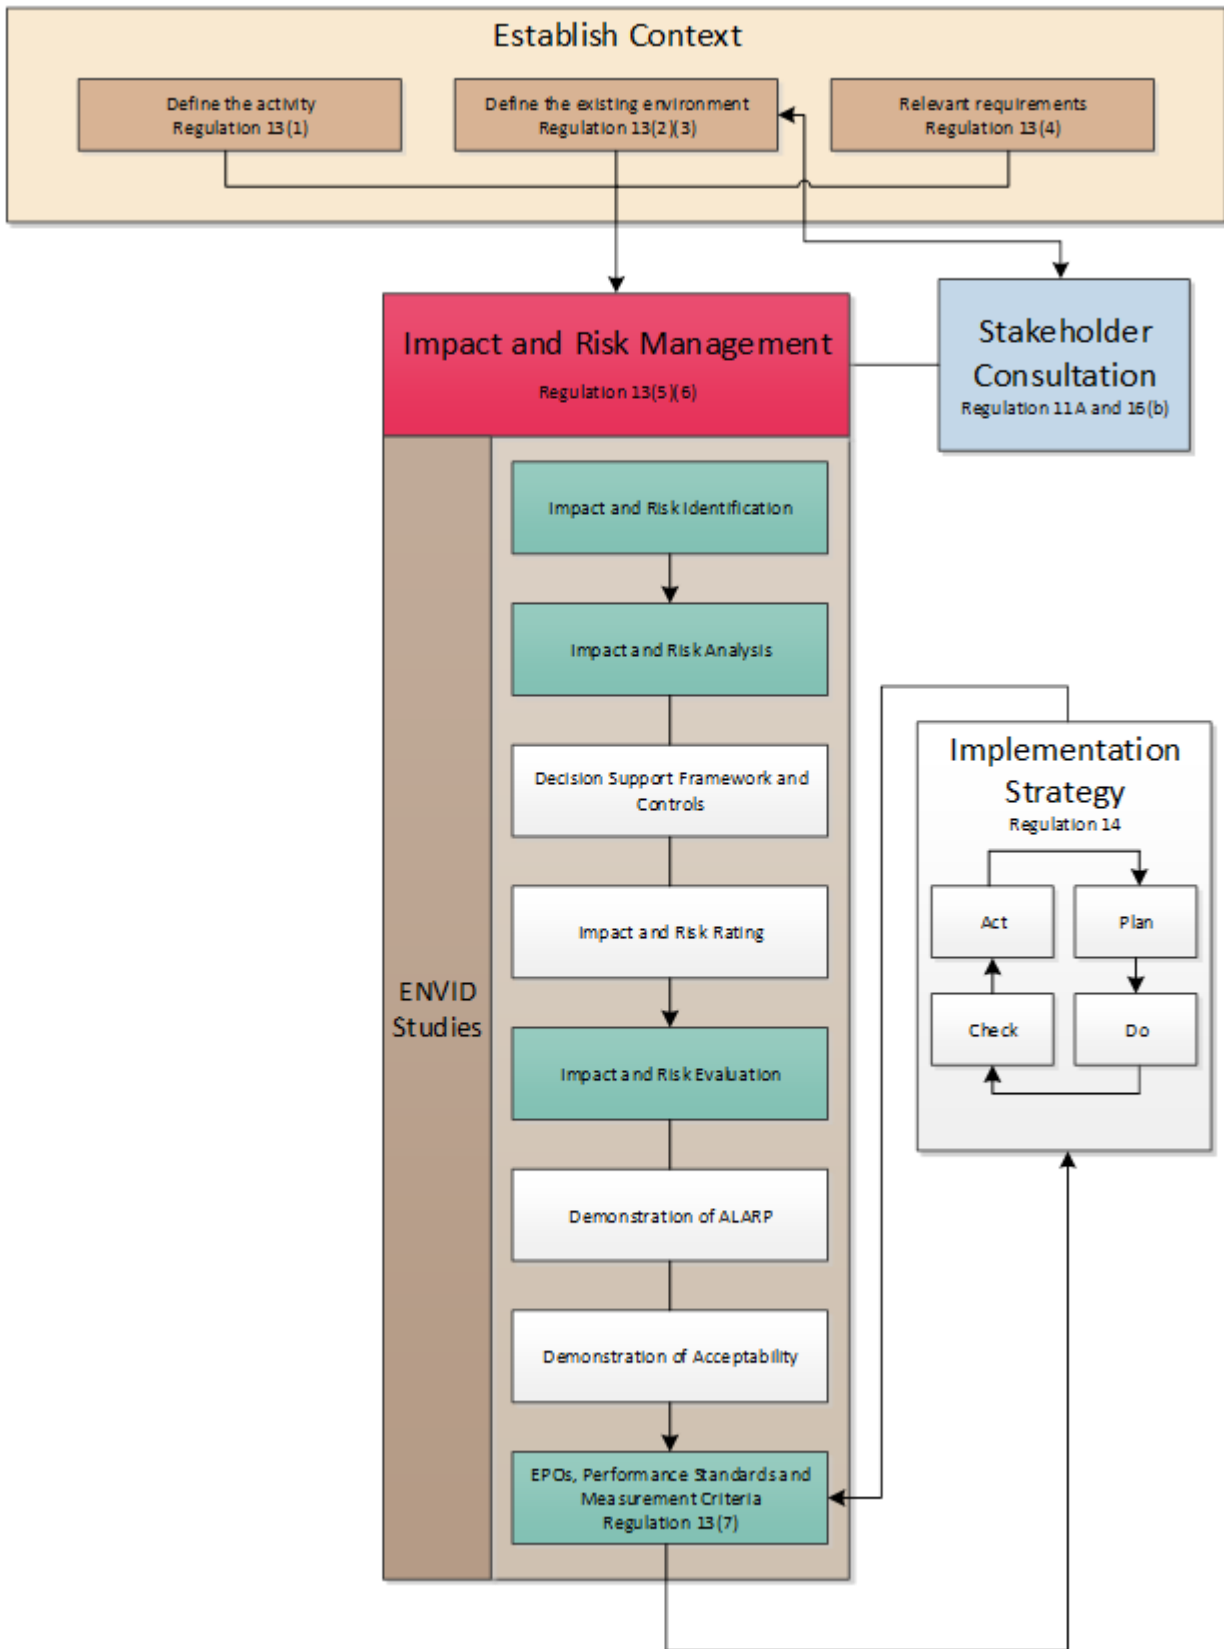 Establish Context
Define the activity
Regulation 13(1)
Define the existing environment
Regulation 13(2)(3)
Relevant requirements
Regulation 13(4)
Impact and Risk Management
Regulation 13(5)(6)
Stakeholder
Consultation
Regulation 11A and 16(b)
ENVID
Studies
Impact and Risk Identification
Impact and Risk Analysis
Decision Support Framework and
Controls
Impact and Risk Rating
Impact and Risk Evaluation
Demonstration of ALARP
Demonstration of Acceptability
EPOs, Performance Standards and
Measurement Criteria
Regulation 13(7)
Implementation
Strategy
Regulation 14
Act
Plan
Check
Do